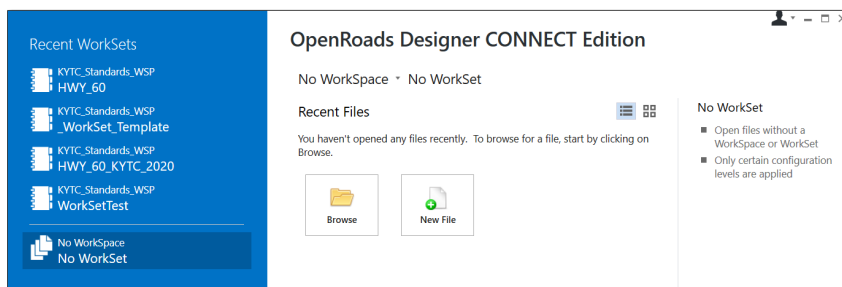 Recent WorkSets
KYTC_Standards_WSP
HWY_60
KYTC_Standards_WSP
_WorkSet_Template
KYTC_Standards_WSP
HWY_60_KYTC_2020
KYTC_Standards_WSP
WorkSetTest
No WorkSpace
No WorkSet
OpenRoads Designer CONNECT Edition
No WorkSpace No WorkSet
Recent Files
You haven't opened any files recently. To browse for a file, start by clicking on
Browse.
Browse
New File
No WorkSet
Open files without a
WorkSpace or WorkSet
Only certain configuration
levels are applied